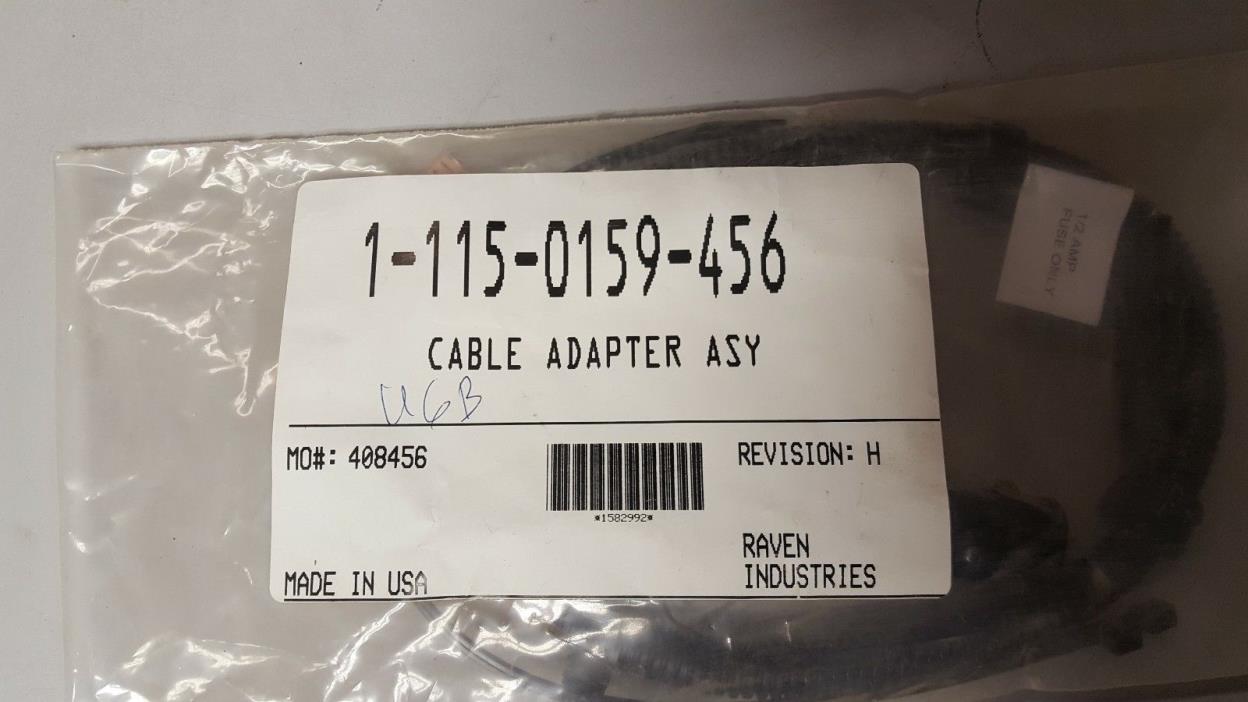 1-115-0159-456
CABLE ADAPTER ASY
U6B
MO#: 408456
REVISION: H
*1582992*
RAVEN
INDUSTRIES
MADE IN USA
1/2 AMP
FUSE ONLY